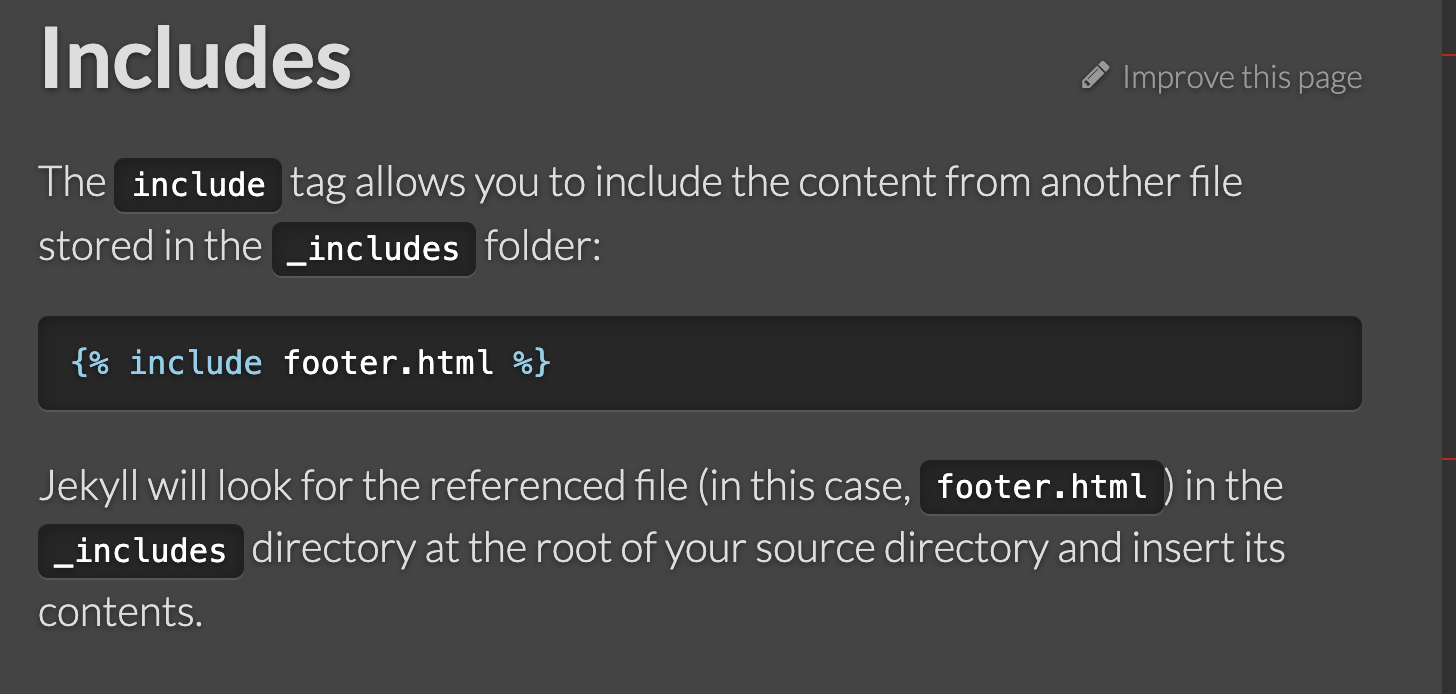 Includes
Improve this page
The include tag allows you to include the content from another file
stored in the _includes folder:
{% include footer.html %}
Jekyll will look for the referenced file (in this case, footer.html) in the
_includes directory at the root of your source directory and insert its
contents.